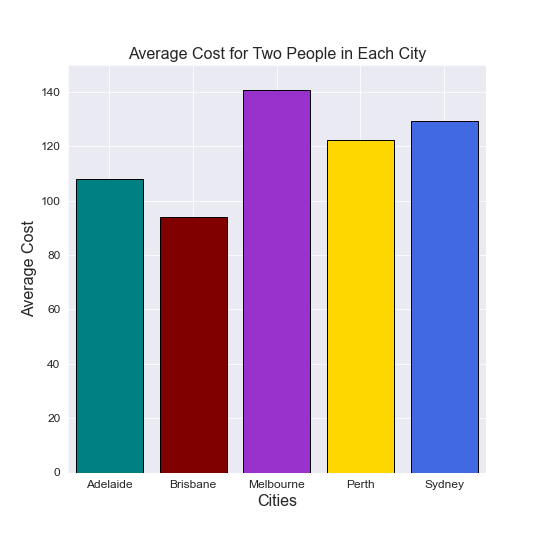 Average Cost for Two People in Each City
Average Cost
140
120
100
80
60
40
20
0
Adelaide Brisbane Melbourne Perth Sydney
Cities